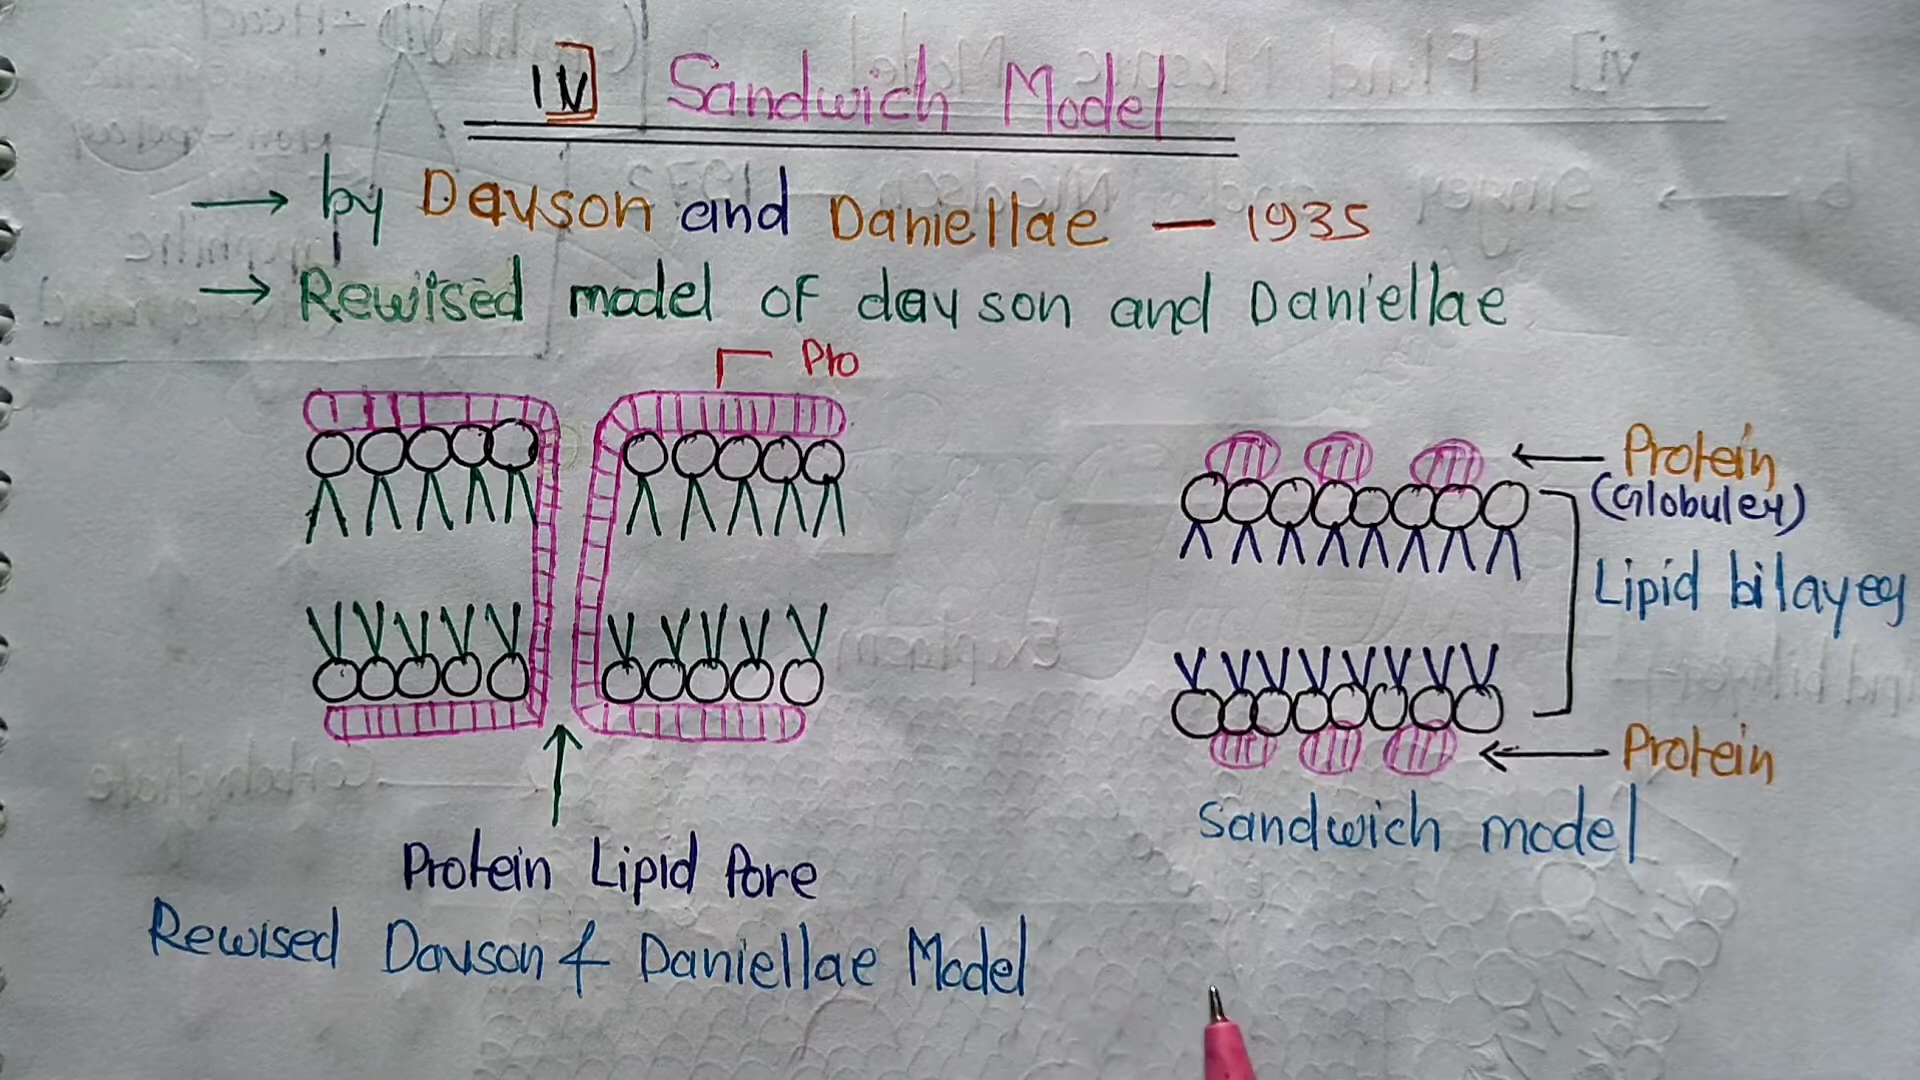 IV] Sandwich Model
→ by Davson and Daniellae — 1935
→ Rewised model of davson and Daniellae
Pro
Protein
(Globuler)
Lipid bilayer
Protein
Sandwich model
Protein Lipid Pore
Rewised Davson & Daniellae Model